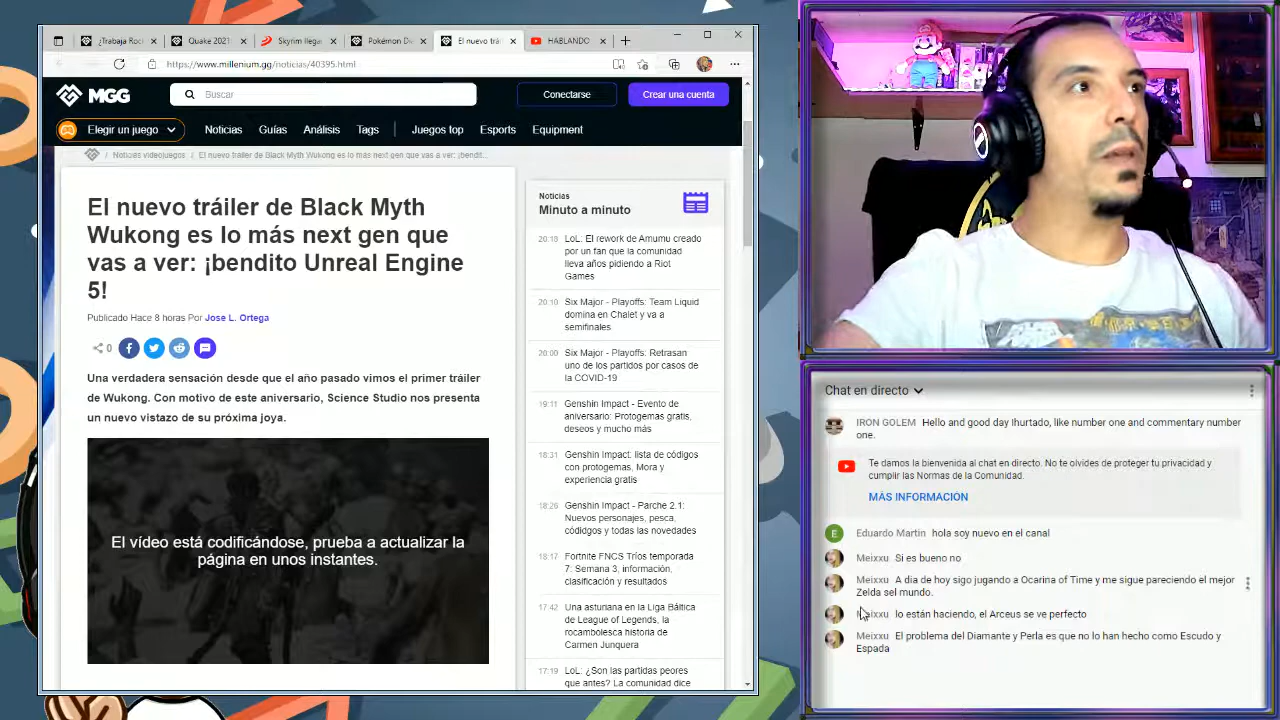 ¿Trabaja Roc
Quake 2021
Skyrim llega
Pokémon Di
El nuevo trái
HABLANDO
https://www.millenium.gg/noticias/40395.html
MGG
Buscar
Conectarse
Crear una cuenta
Elegir un juego
Noticias Guías Análisis Tags Juegos top Esports Equipment
/ Noticias videojuegos / El nuevo tráiler de Black Myth Wukong es lo más next gen que vas a ver: ¡bendit...
El nuevo tráiler de Black Myth
Wukong es lo más next gen que
vas a ver: ¡bendito Unreal Engine
5!
Publicado Hace 8 horas Por Jose L. Ortega
0
Una verdadera sensación desde que el año pasado vimos el primer tráiler
de Wukong. Con motivo de este aniversario, Science Studio nos presenta
un nuevo vistazo de su próxima joya.
El vídeo está codificándose, prueba a actualizar la
página en unos instantes.
Noticias
Minuto a minuto
20:18 LoL: El rework de Amumu creado
por un fan que la comunidad
lleva años pidiendo a Riot
Games
20:10 Six Major - Playoffs: Team Liquid
domina en Chalet y va a
semifinales
20:00 Six Major - Playoffs: Retrasan
uno de los partidos por casos de
la COVID-19
19:11 Genshin Impact - Evento de
aniversario: Protogemas gratis,
deseos y mucho más
18:31 Genshin Impact: lista de códigos
con protogemas, Mora y
experiencia gratis
18:26 Genshin Impact - Parche 2.1:
Nuevos personajes, pesca,
códigos y todas las novedades
18:17 Fortnite FNCS Tríos temporada
7: Semana 3, información,
clasificación y resultados
17:42 Una asturiana en la Liga Báltica
de League of Legends, la
rocambolesca historia de
Carmen Junquera
17:19 LoL: ¿Son las partidas peores
que antes? La comunidad dice
Chat en directo
IRON GOLEM Hello and good day Ihurtado, like number one and commentary number
one.
Te damos la bienvenida al chat en directo. No te olvides de proteger tu privacidad y
cumplir las Normas de la Comunidad.
MÁS INFORMACIÓN
E Eduardo Martin hola soy nuevo en el canal
Meixxu Si es bueno no
Meixxu A dia de hoy sigo jugando a Ocarina of Time y me sigue pareciendo el mejor
Zelda sel mundo.
Meixxu lo están haciendo, el Arceus se ve perfecto
Meixxu El problema del Diamante y Perla es que no lo han hecho como Escudo y
Espada